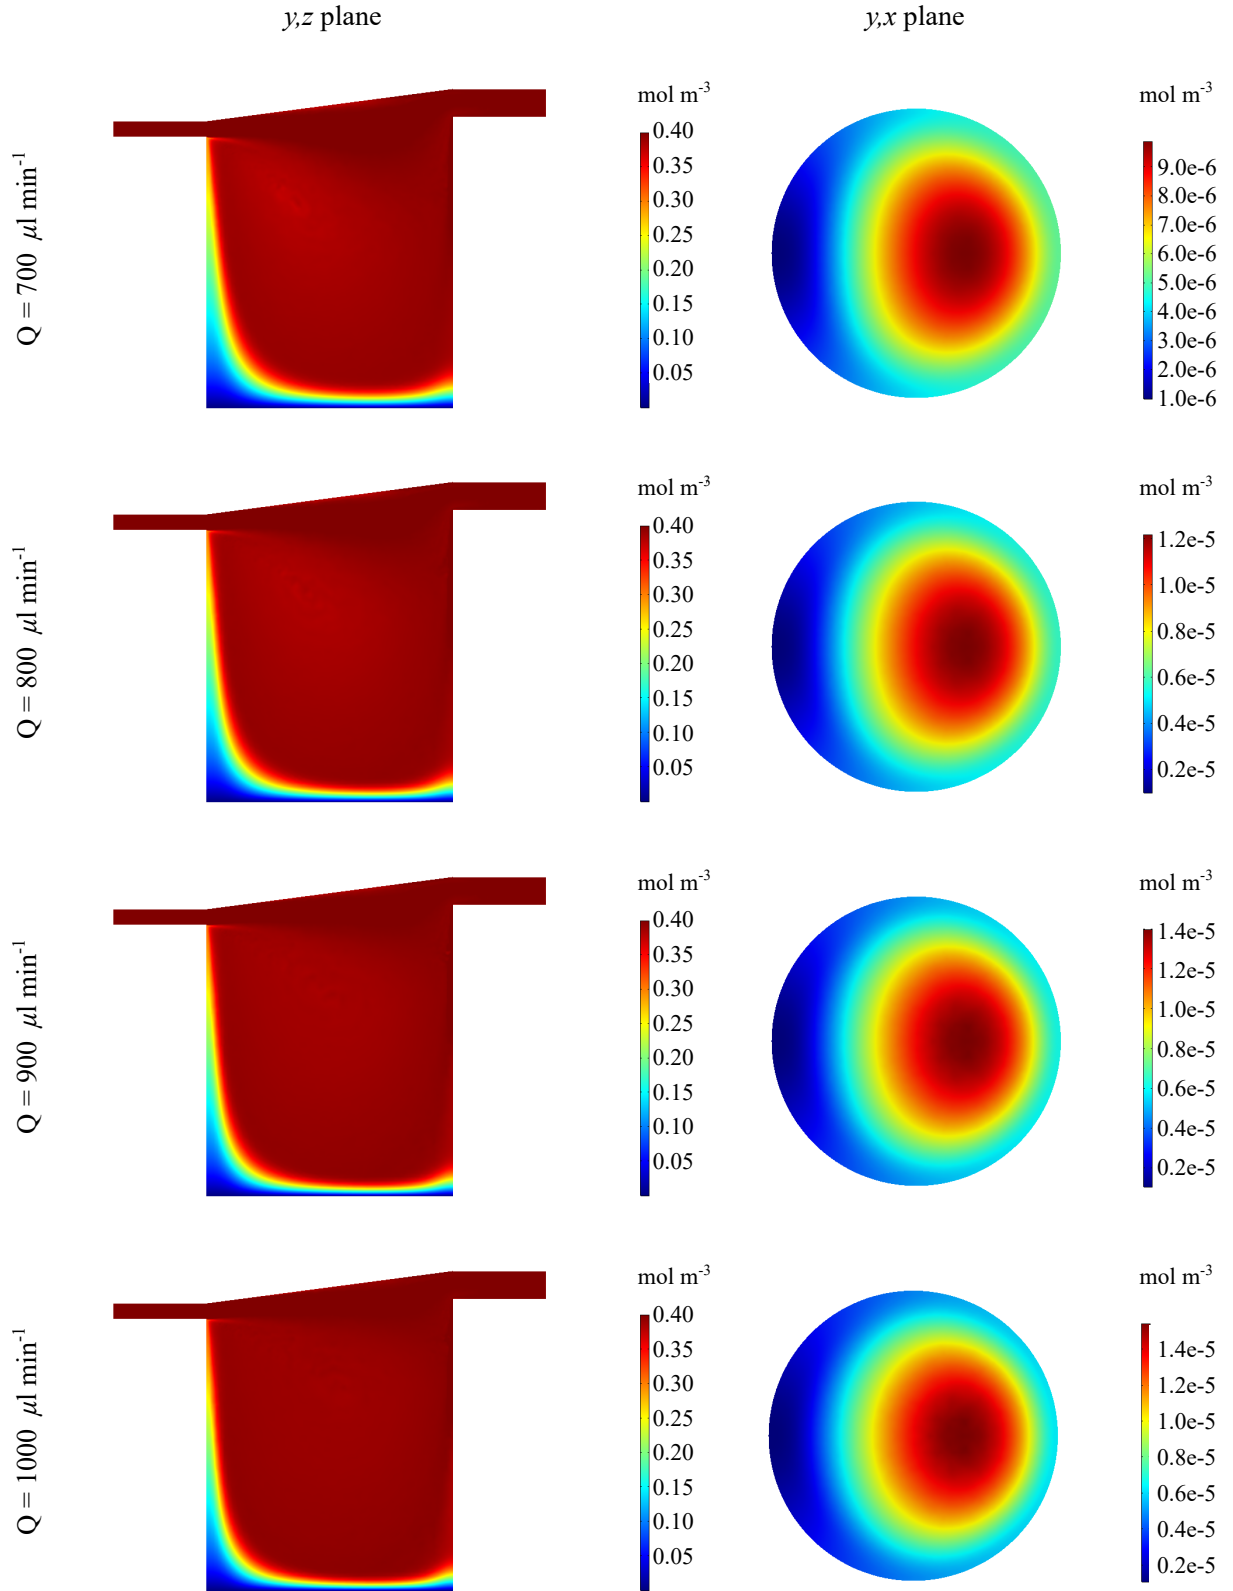 y,z plane
y,x plane
Q = 700 µl min⁻¹
mol m⁻³
0.40
0.35
0.30
0.25
0.20
0.15
0.10
0.05
mol m⁻³
9.0e-6
8.0e-6
7.0e-6
6.0e-6
5.0e-6
4.0e-6
3.0e-6
2.0e-6
1.0e-6
Q = 800 µl min⁻¹
mol m⁻³
0.40
0.35
0.30
0.25
0.20
0.15
0.10
0.05
mol m⁻³
1.2e-5
1.0e-5
0.8e-5
0.6e-5
0.4e-5
0.2e-5
Q = 900 µl min⁻¹
mol m⁻³
0.40
0.35
0.30
0.25
0.20
0.15
0.10
0.05
mol m⁻³
1.4e-5
1.2e-5
1.0e-5
0.8e-5
0.6e-5
0.4e-5
0.2e-5
Q = 1000 µl min⁻¹
mol m⁻³
0.40
0.35
0.30
0.25
0.20
0.15
0.10
0.05
mol m⁻³
1.4e-5
1.2e-5
1.0e-5
0.8e-5
0.6e-5
0.4e-5
0.2e-5